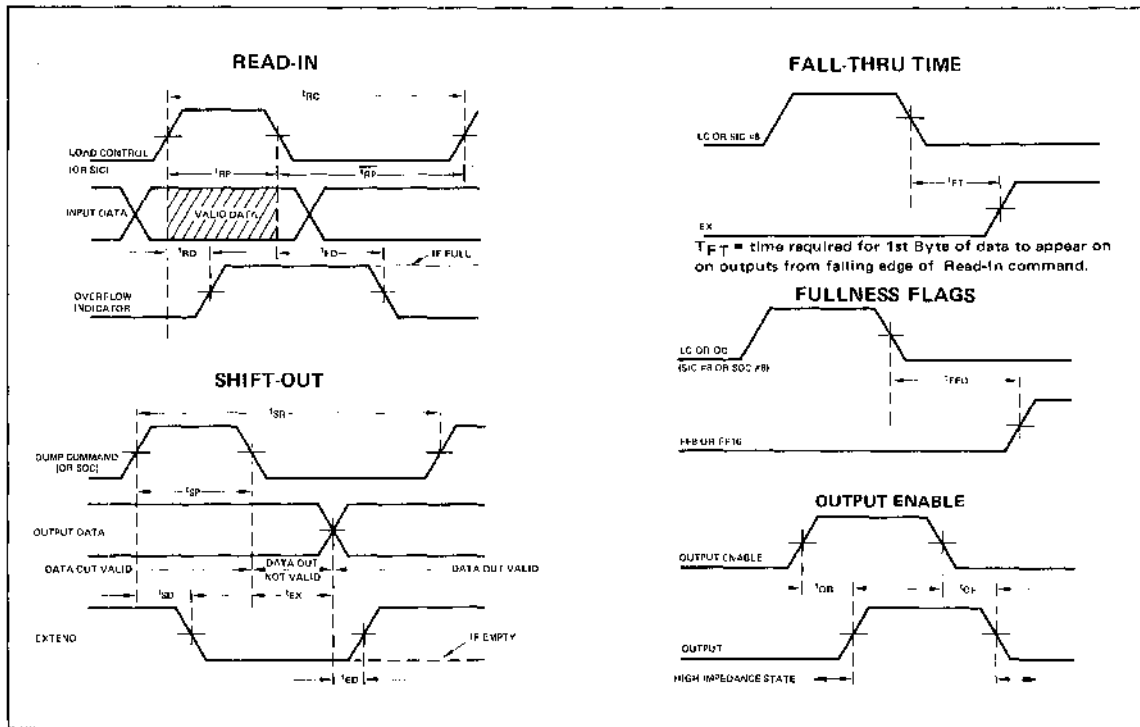 READ-IN
tRC
LOAD CONTROL
(OR SIC)
tRP
tRP
INPUT DATA
VALID DATA
tRD
tFD
IF FULL
OVERFLOW
INDICATOR
SHIFT-OUT
tSR
DUMP COMMAND
(OR SOC)
tSP
OUTPUT DATA
DATA OUT VALID
DATA OUT
NOT VALID
DATA OUT VALID
tSD
tEX
EXTEND
IF EMPTY
tED
FALL-THRU TIME
LC OR SIC #8
tFT
EX
TFT = time required for 1st Byte of data to appear on
on outputs from falling edge of Read-In command.
FULLNESS FLAGS
LC OR DC
(SIC #8 OR SOC #8)
tFFD
FF8 OR FF16
OUTPUT ENABLE
OUTPUT ENABLE
tOR
OUTPUT
HIGH IMPEDANCE STATE